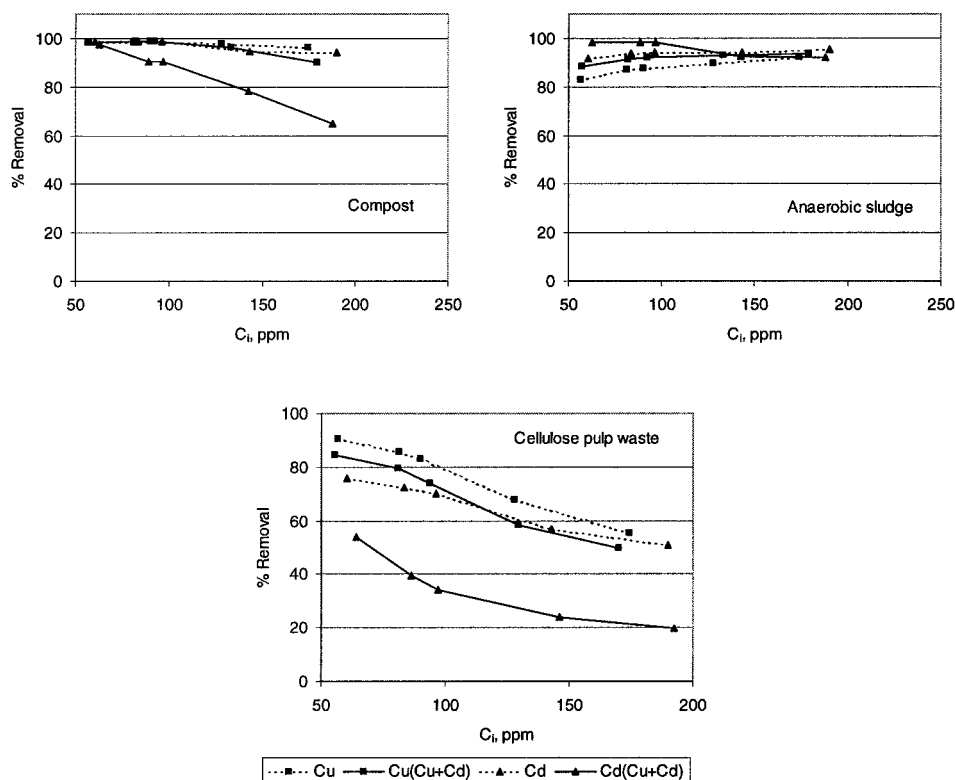 100
80
60
40
20
0
% Removal
Compost
50 100 150 200 250
Ci, ppm
100
80
60
40
20
0
% Removal
Anaerobic sludge
50 100 150 200 250
Ci, ppm
100
80
60
40
20
0
% Removal
Cellulose pulp waste
50 100 150 200
Ci, ppm
Cu Cu(Cu+Cd) Cd Cd(Cu+Cd)